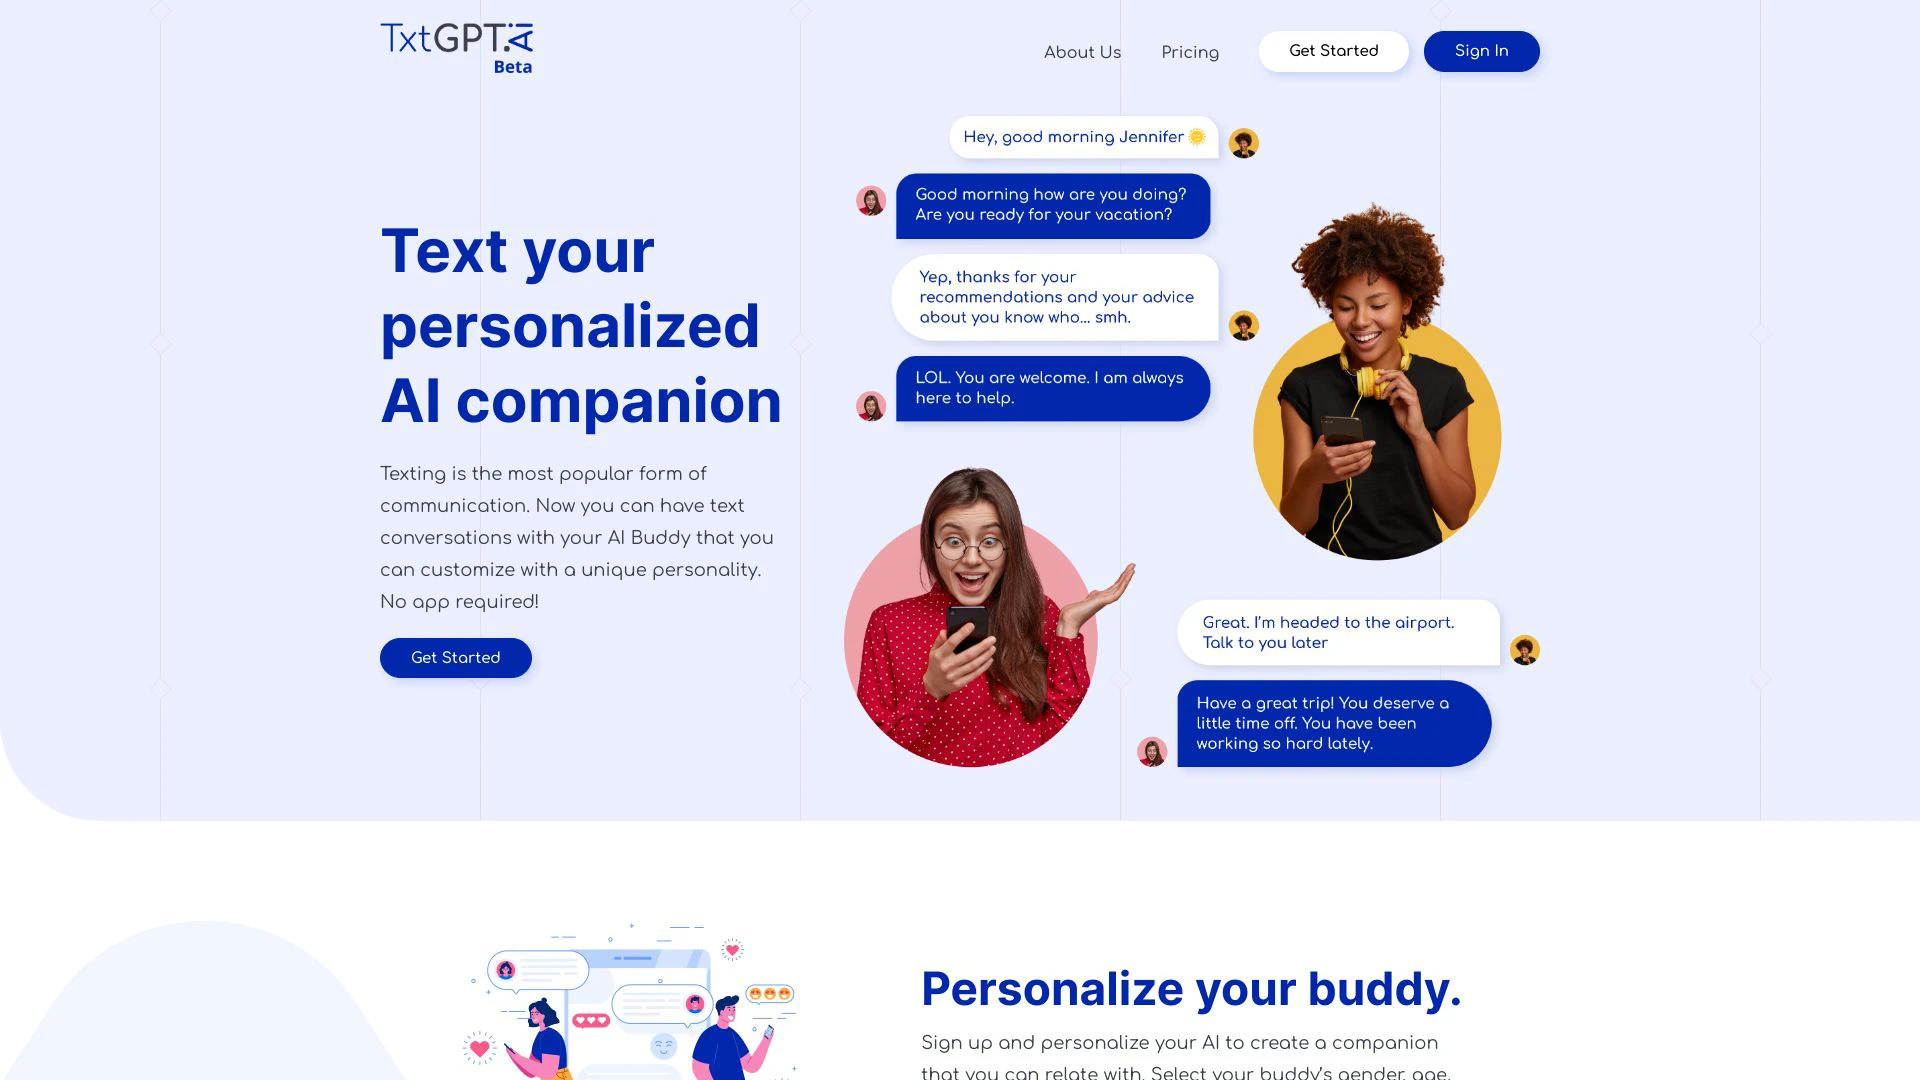 TxtGPT.AI
Beta
About Us
Pricing
Get Started
Sign In
Text your
personalized
AI companion
Texting is the most popular form of
communication. Now you can have text
conversations with your AI Buddy that you
can customize with a unique personality.
No app required!
Get Started
Hey, good morning Jennifer
Good morning how are you doing?
Are you ready for your vacation?
Yep, thanks for your
recommendations and your advice
about you know who... smh.
LOL. You are welcome. I am always
here to help.
Great. I'm headed to the airport.
Talk to you later
Have a great trip! You deserve a
little time off. You have been
working so hard lately.
Personalize your buddy.
Sign up and personalize your AI to create a companion
that you can relate with. Select your buddy's gender, age,